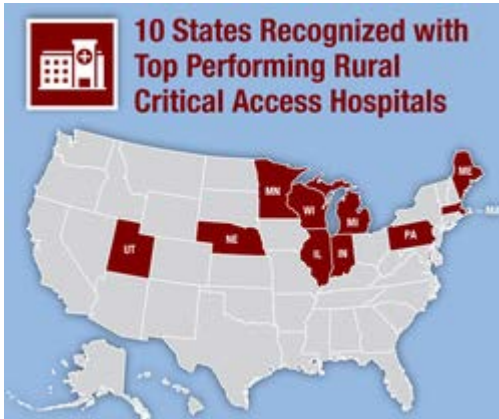 10 States Recognized with
Top Performing Rural
Critical Access Hospitals
ME
MN
WI
MI
MA
UT
NE
IL
IN
PA